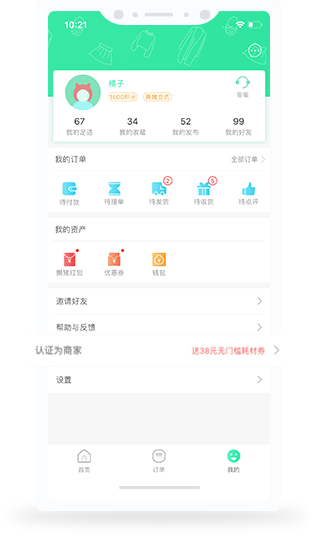 10:21
客服
橘子
1500积分 青铜会员
67 34 52 99
我的足迹 我的收藏 我的发布 我的好友
我的订单 全部订单
2 5
待付款 待接单 待发货 待收货 待点评
我的资产
懒猪红包 优惠券 钱包
邀请好友
帮助与反馈
认证为商家 送38元无门槛耗材券
设置
首页 订单 我的